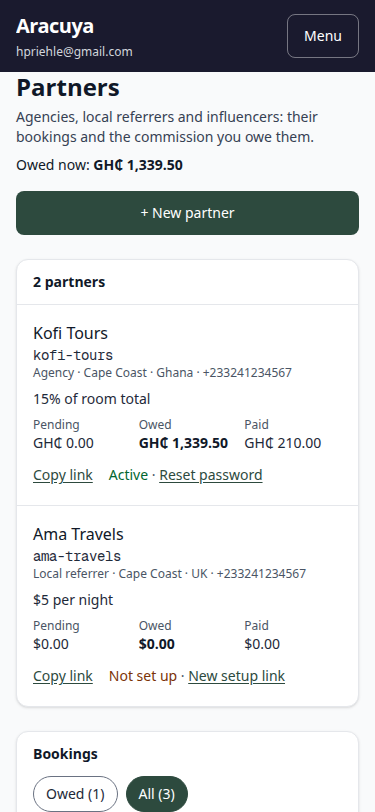 Aracuya
hpriehle@gmail.com
Menu
Partners
Agencies, local referrers and influencers: their
bookings and the commission you owe them.
Owed now: GH₵ 1,339.50
+ New partner
2 partners
Kofi Tours
kofi-tours
Agency · Cape Coast · Ghana · +233241234567
15% of room total
Pending Owed Paid
GH₵ 0.00 GH₵ 1,339.50 GH₵ 210.00
Copy link Active · Reset password
Ama Travels
ama-travels
Local referrer · Cape Coast · UK · +233241234567
$5 per night
Pending Owed Paid
$0.00 $0.00 $0.00
Copy link Not set up · New setup link
Bookings
Owed (1) All (3)